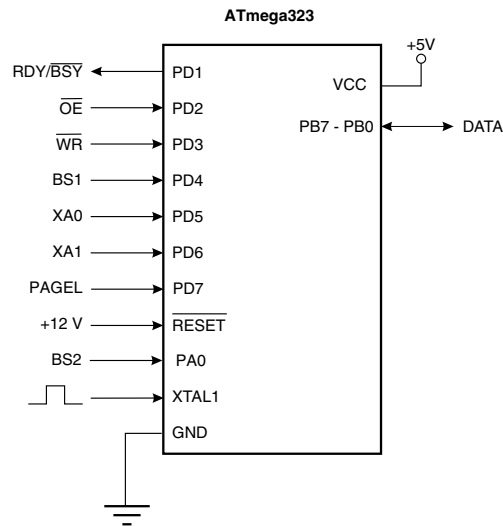 ATmega323
+5V
RDY/BSY PD1
VCC
OE PD2
PB7 - PB0 DATA
WR PD3
BS1 PD4
XA0 PD5
XA1 PD6
PAGEL PD7
+12 V RESET
BS2 PA0
XTAL1
GND